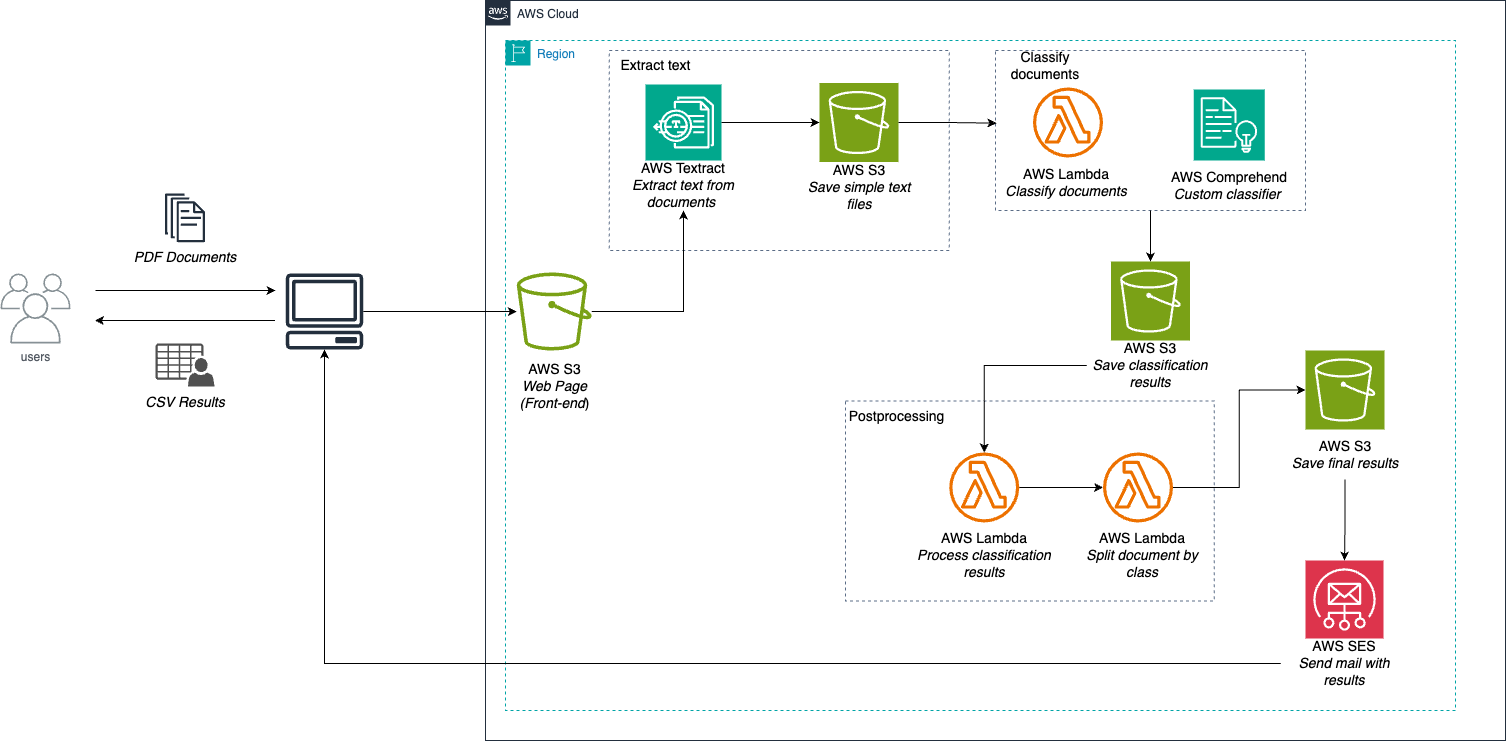 aws
AWS Cloud
Region
Extract text
AWS Textract
Extract text from
documents
AWS S3
Save simple text
files
Classify
documents
AWS Lambda
Classify documents
AWS Comprehend
Custom classifier
PDF Documents
users
CSV Results
AWS S3
Web Page
(Front-end)
AWS S3
Save classification
results
Postprocessing
AWS Lambda
Process classification
results
AWS Lambda
Split document by
class
AWS S3
Save final results
AWS SES
Send mail with
results